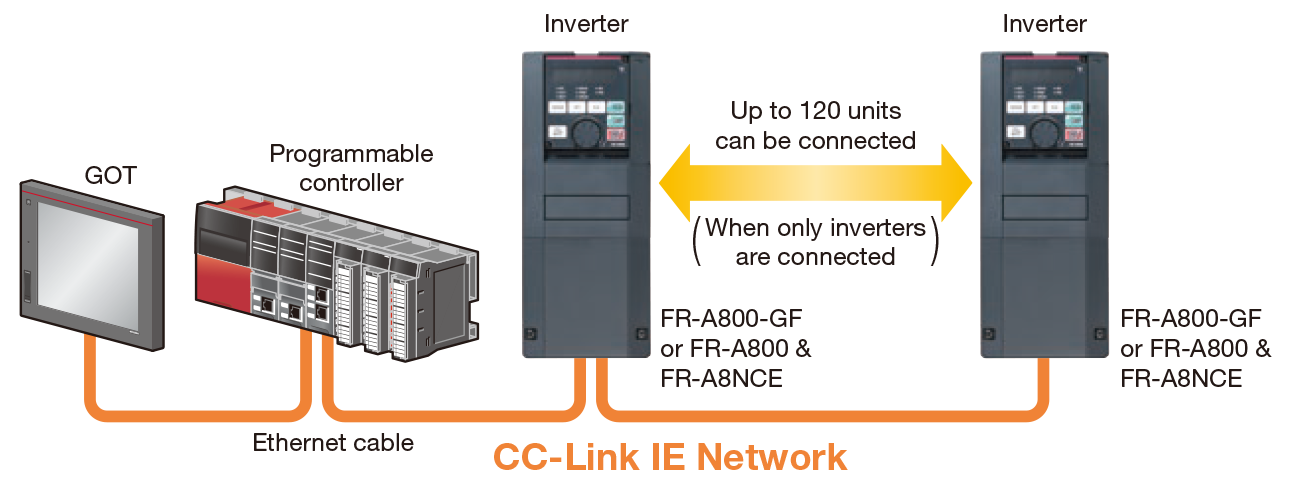 Inverter
Inverter
Up to 120 units
can be connected
Programmable
controller
GOT
(When only inverters
are connected)
FR-A800-GF
or FR-A800 &
FR-A8NCE
FR-A800-GF
or FR-A800 &
FR-A8NCE
Ethernet cable
CC-Link IE Network